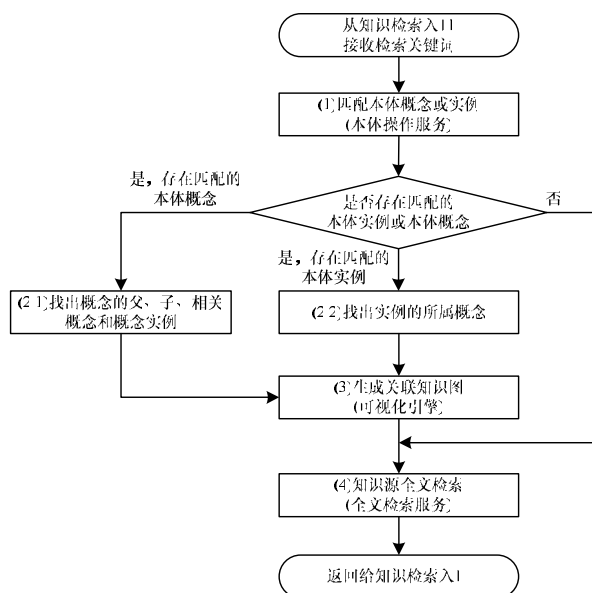 从知识检索入口
接收检索关键词
(1)匹配本体概念或实例
(本体操作服务)
是，存在匹配的
本体概念
是否存在匹配的
本体实例或本体概念
否
是，存在匹配的
本体实例
(2-1)找出概念的父、子、相关
概念和概念实例
(2-2)找出实例的所属概念
(3)生成关联知识图
(可视化引擎)
(4)知识源全文检索
(全文检索服务)
返回给知识检索入口